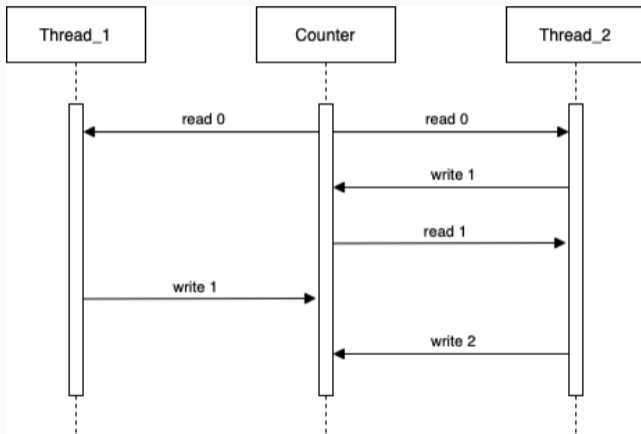 Thread_1
Counter
Thread_2
read 0
read 0
write 1
read 1
write 1
write 2